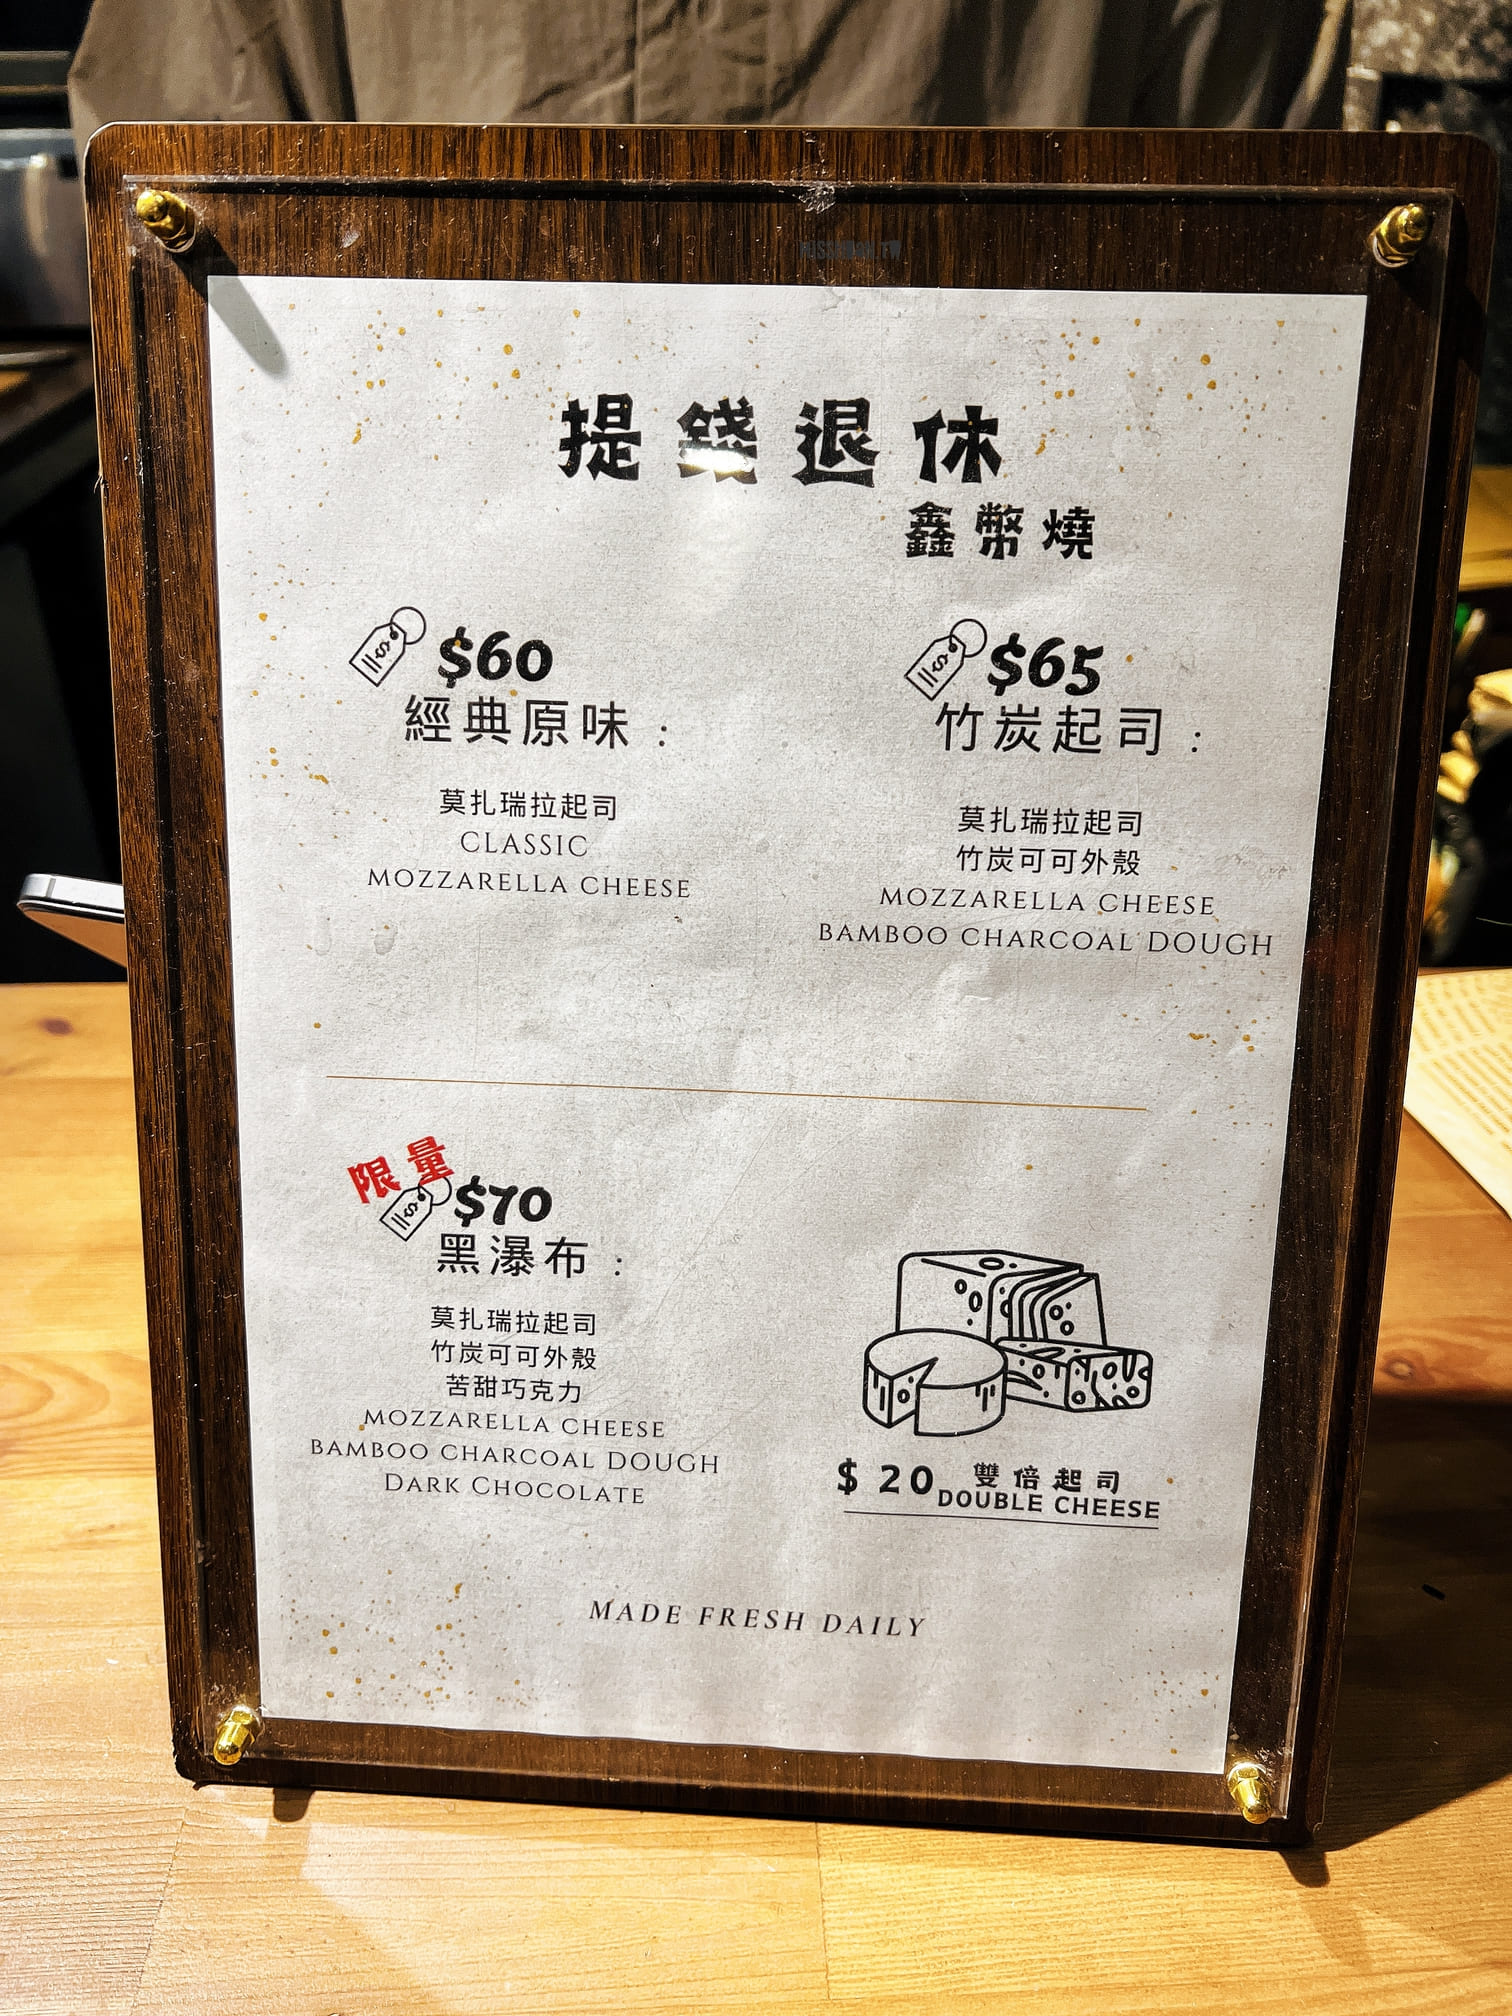 提錢退休
鑫幣燒
$60
經典原味：
莫扎瑞拉起司
CLASSIC
MOZZARELLA CHEESE
$65
竹炭起司：
莫扎瑞拉起司
竹炭可可外殼
MOZZARELLA CHEESE
BAMBOO CHARCOAL DOUGH
限量
$70
黑瀑布：
莫扎瑞拉起司
竹炭可可外殼
苦甜巧克力
MOZZARELLA CHEESE
BAMBOO CHARCOAL DOUGH
DARK CHOCOLATE
$ 20 雙倍起司
DOUBLE CHEESE
MADE FRESH DAILY